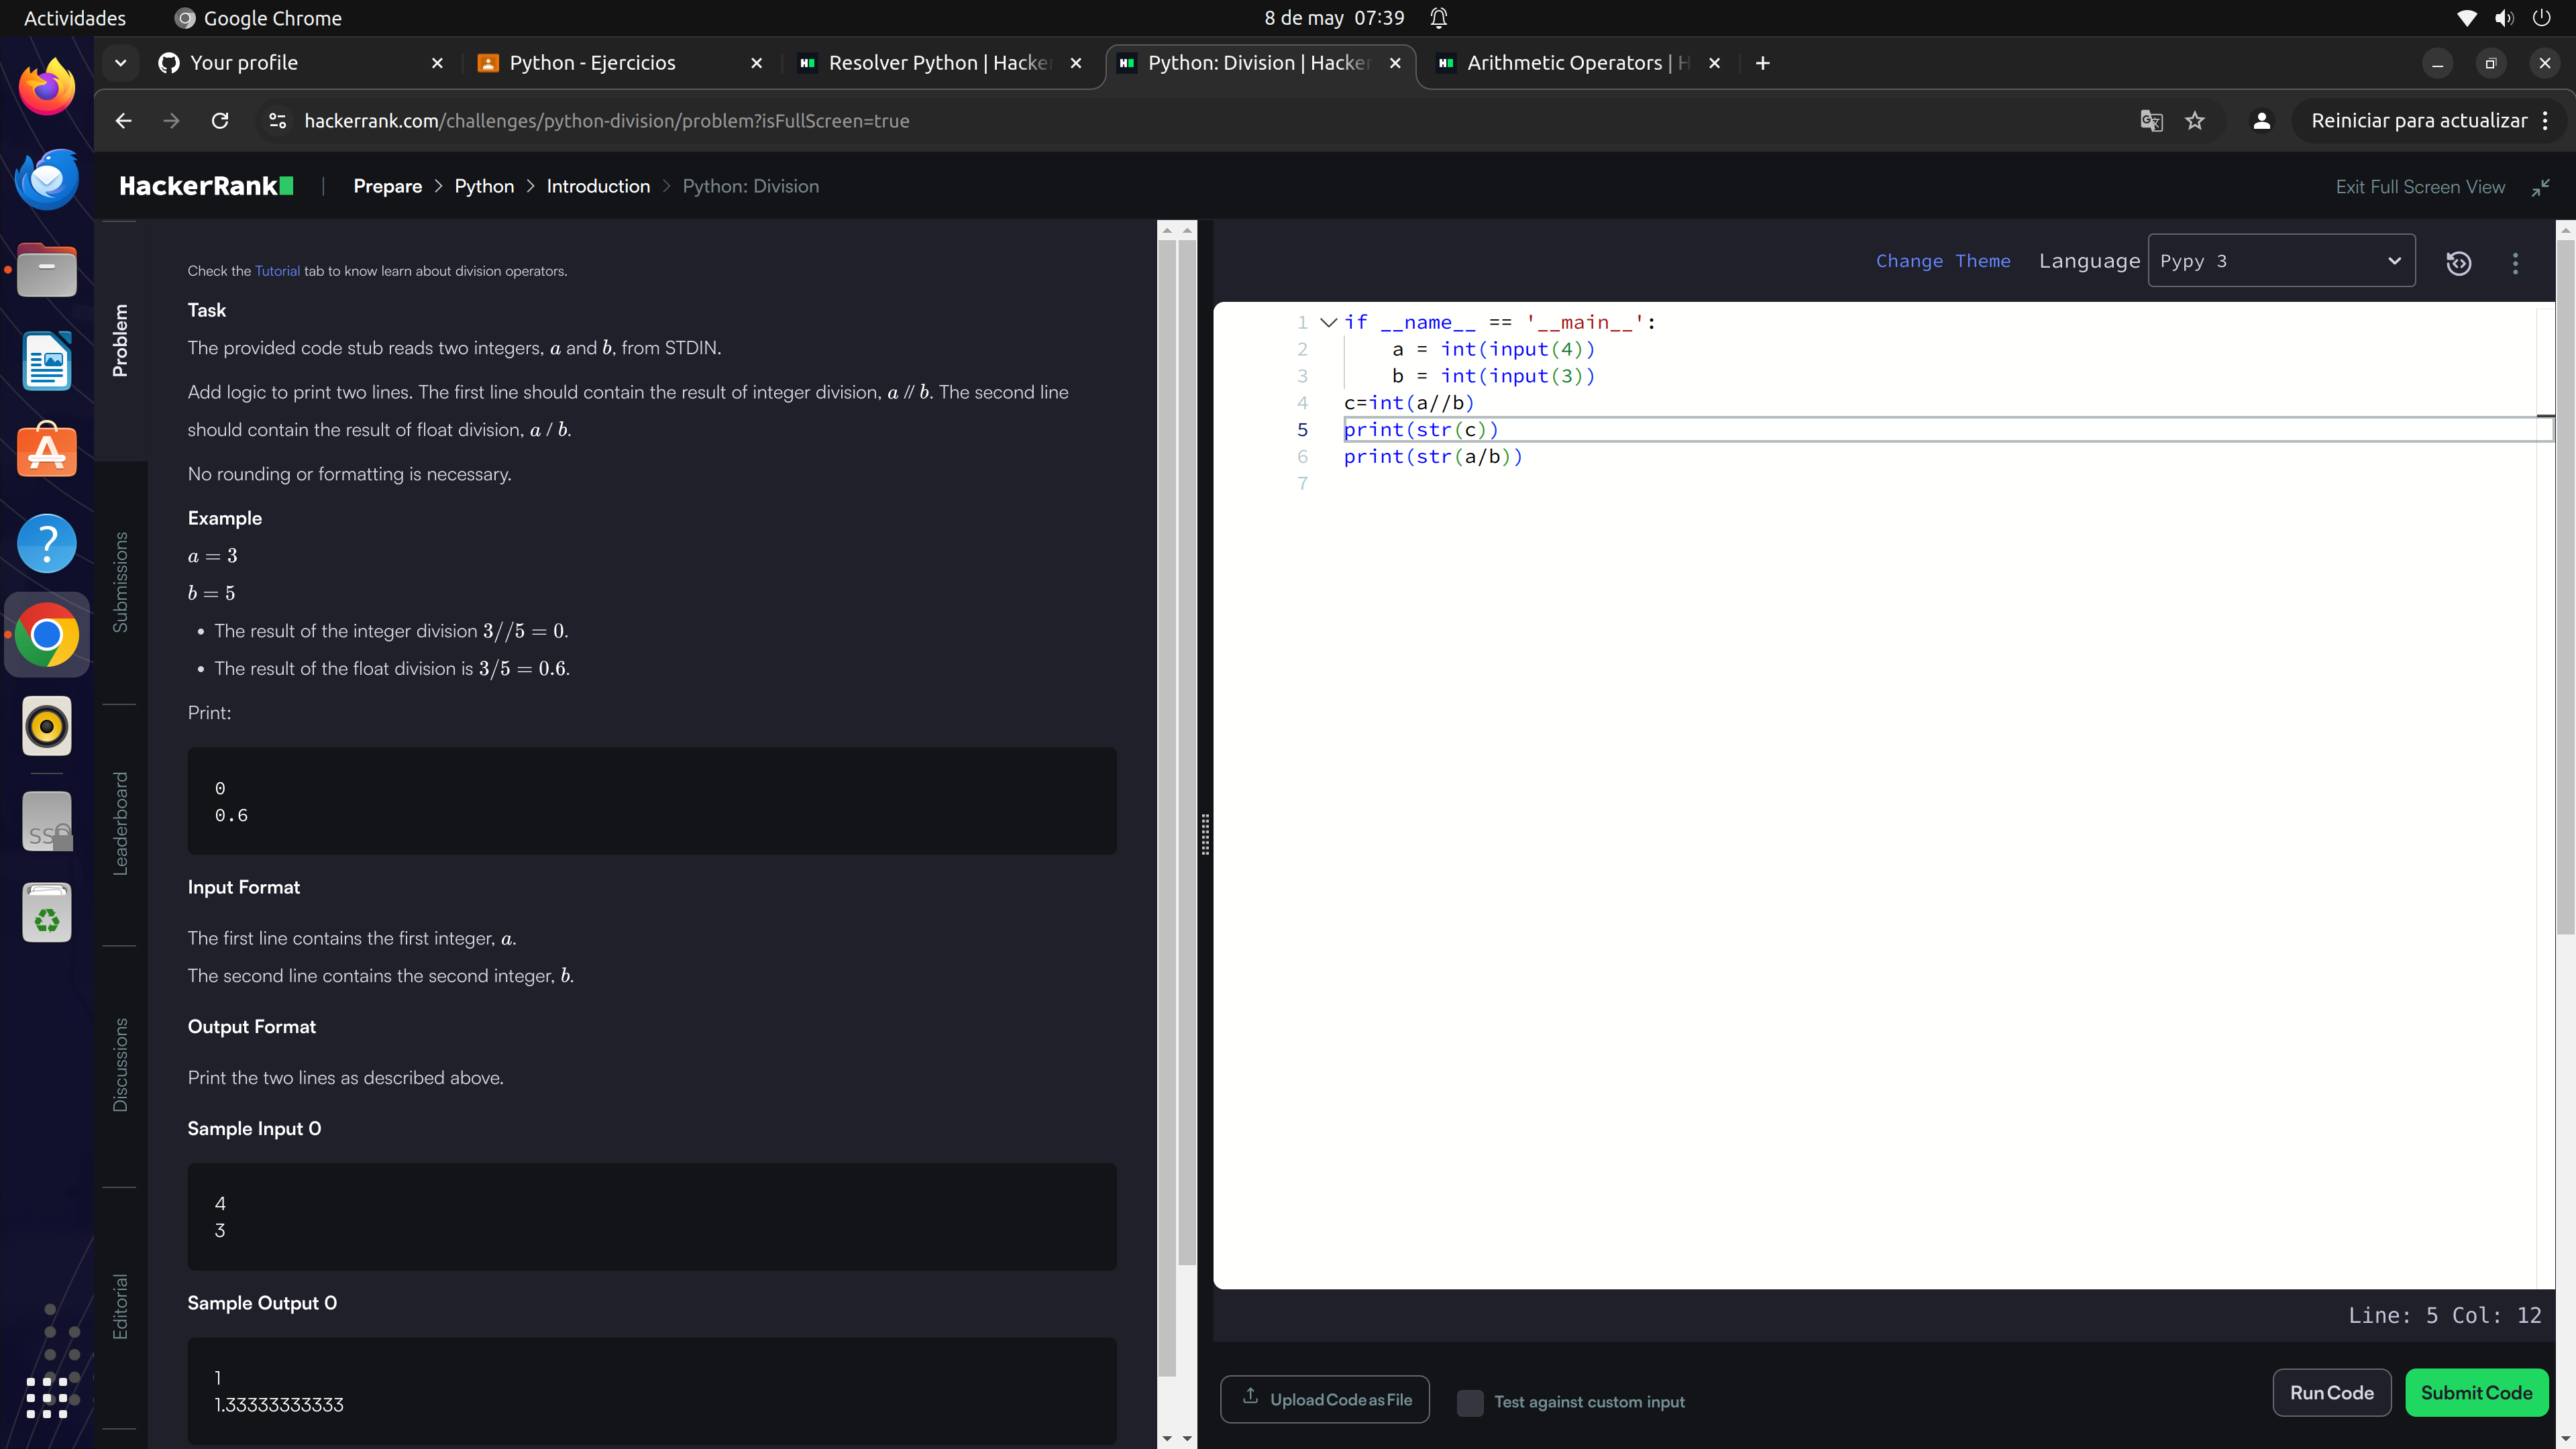 Actividades
Google Chrome
8 de may 07:39
Your profile
Python - Ejercicios
Resolver Python | Hacker
Python: Division | Hacker
Arithmetic Operators | H
hackerrank.com/challenges/python-division/problem?isFullScreen=true
Reiniciar para actualizar
HackerRank
Prepare > Python > Introduction > Python: Division
Exit Full Screen View
Problem
Submissions
Leaderboard
Discussions
Editorial
Check the Tutorial tab to know learn about division operators.
Task
The provided code stub reads two integers, a and b, from STDIN.
Add logic to print two lines. The first line should contain the result of integer division, a // b. The second line
should contain the result of float division, a / b.
No rounding or formatting is necessary.
Example
a = 3
b = 5
• The result of the integer division 3//5 = 0.
• The result of the float division is 3/5 = 0.6.
Print:
0
0.6
Input Format
The first line contains the first integer, a.
The second line contains the second integer, b.
Output Format
Print the two lines as described above.
Sample Input 0
4
3
Sample Output 0
1
1.33333333333
Change Theme
Language
Pypy 3
1 if __name__ == '__main__':
2     a = int(input(4))
3     b = int(input(3))
4 c=int(a//b)
5 print(str(c))
6 print(str(a/b))
7
Line: 5 Col: 12
Upload Code as File
Test against custom input
Run Code
Submit Code
SS